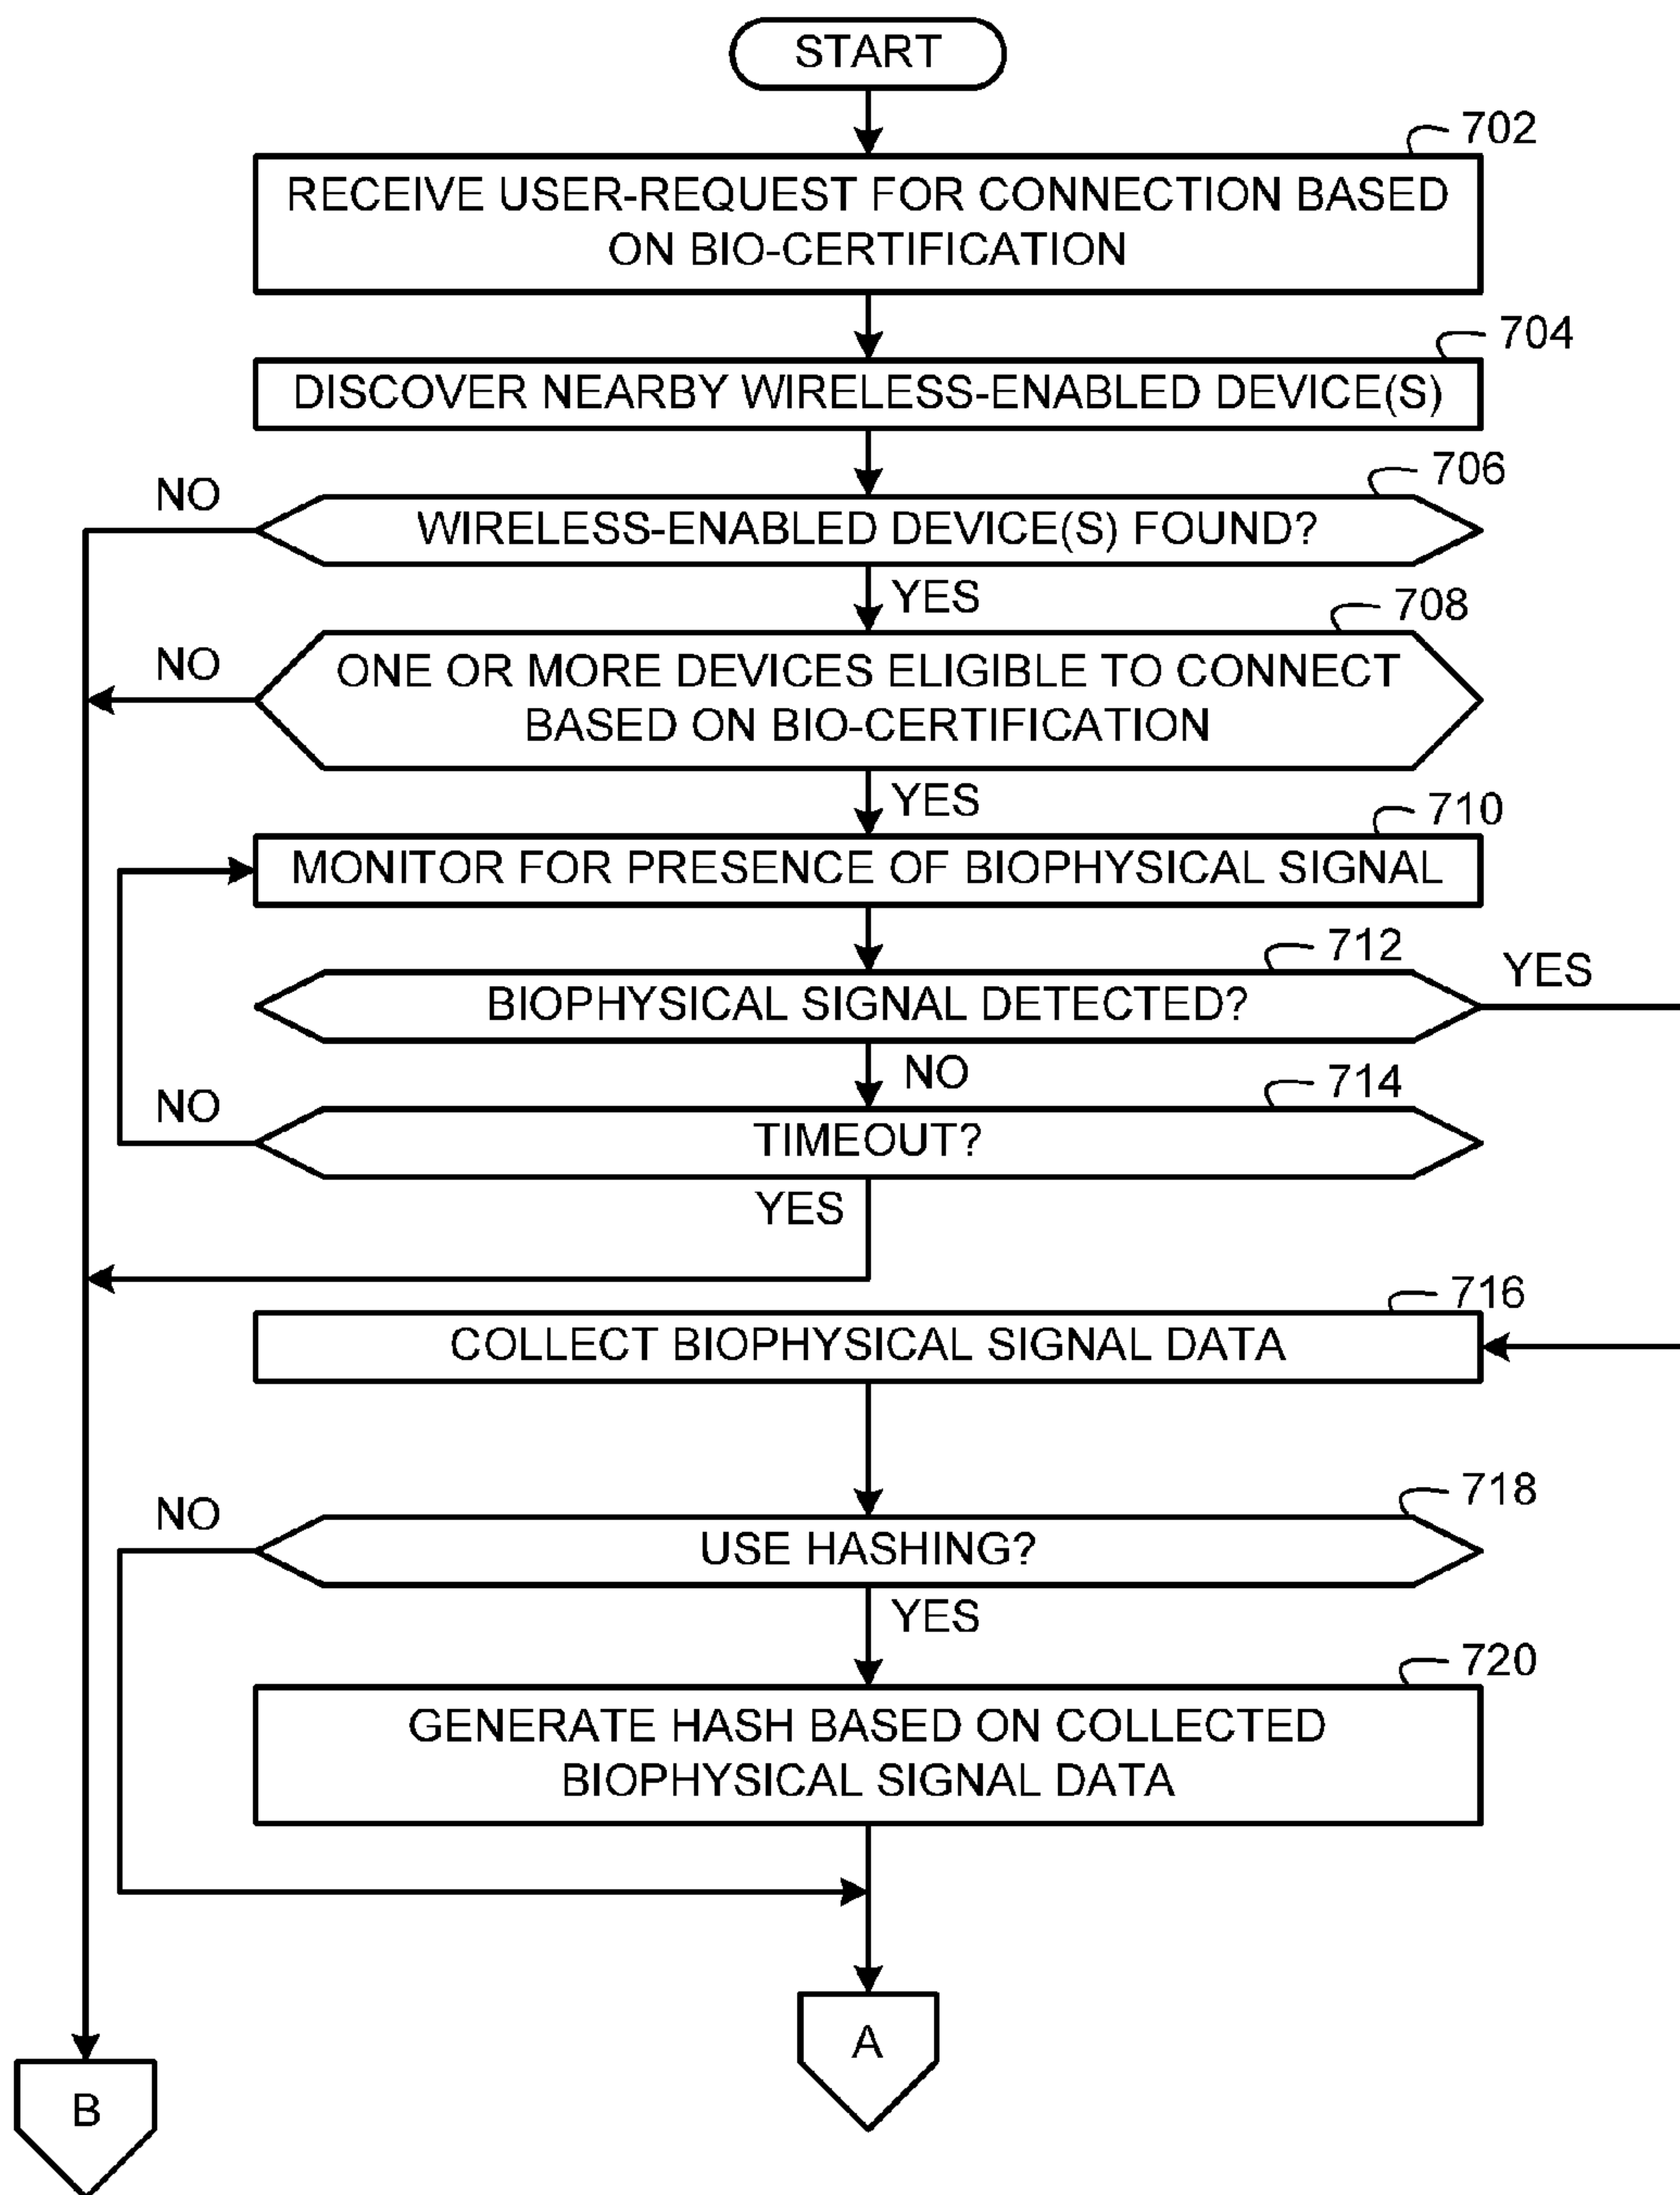 START
702
RECEIVE USER-REQUEST FOR CONNECTION BASED
ON BIO-CERTIFICATION
704
DISCOVER NEARBY WIRELESS-ENABLED DEVICE(S)
706
NO
WIRELESS-ENABLED DEVICE(S) FOUND?
YES
708
NO
ONE OR MORE DEVICES ELIGIBLE TO CONNECT
BASED ON BIO-CERTIFICATION
YES
710
MONITOR FOR PRESENCE OF BIOPHYSICAL SIGNAL
712
YES
BIOPHYSICAL SIGNAL DETECTED?
NO
714
NO
TIMEOUT?
YES
716
COLLECT BIOPHYSICAL SIGNAL DATA
718
NO
USE HASHING?
YES
720
GENERATE HASH BASED ON COLLECTED
BIOPHYSICAL SIGNAL DATA
A
B